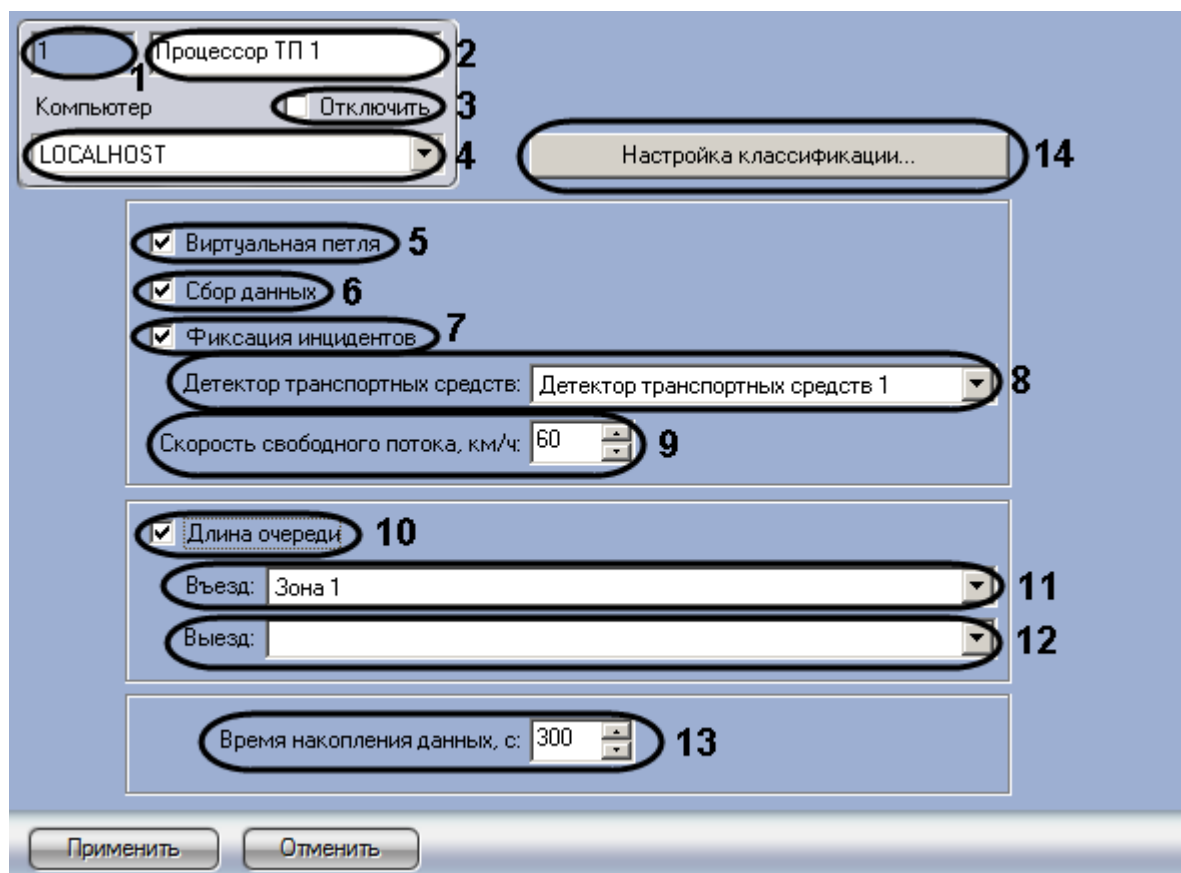 1 Процессор ТП 1 2
1
Компьютер Отключить 3
LOCALHOST 4
Настройка классификации... 14
Виртуальная петля 5
Сбор данных 6
Фиксация инцидентов 7
Детектор транспортных средств: Детектор транспортных средств 1 8
Скорость свободного потока, км/ч: 60 9
Длина очереди 10
Въезд: Зона 1 11
Выезд: 12
Время накопления данных, с: 300 13
Применить Отменить